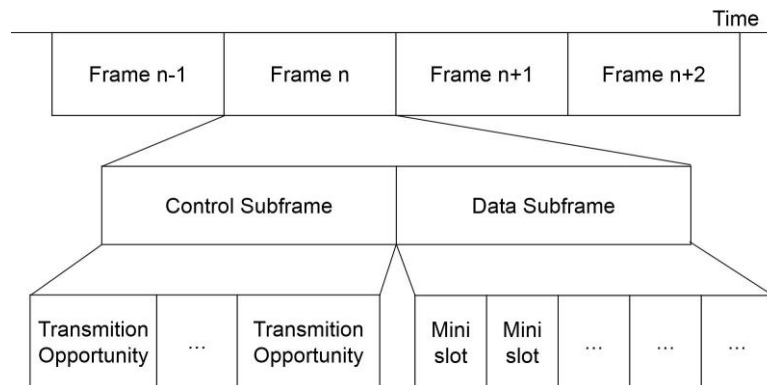 Time
Frame n-1
Frame n
Frame n+1
Frame n+2
Control Subframe
Data Subframe
Transmition
Opportunity
...
Transmition
Opportunity
Mini
slot
Mini
slot
...
...
...